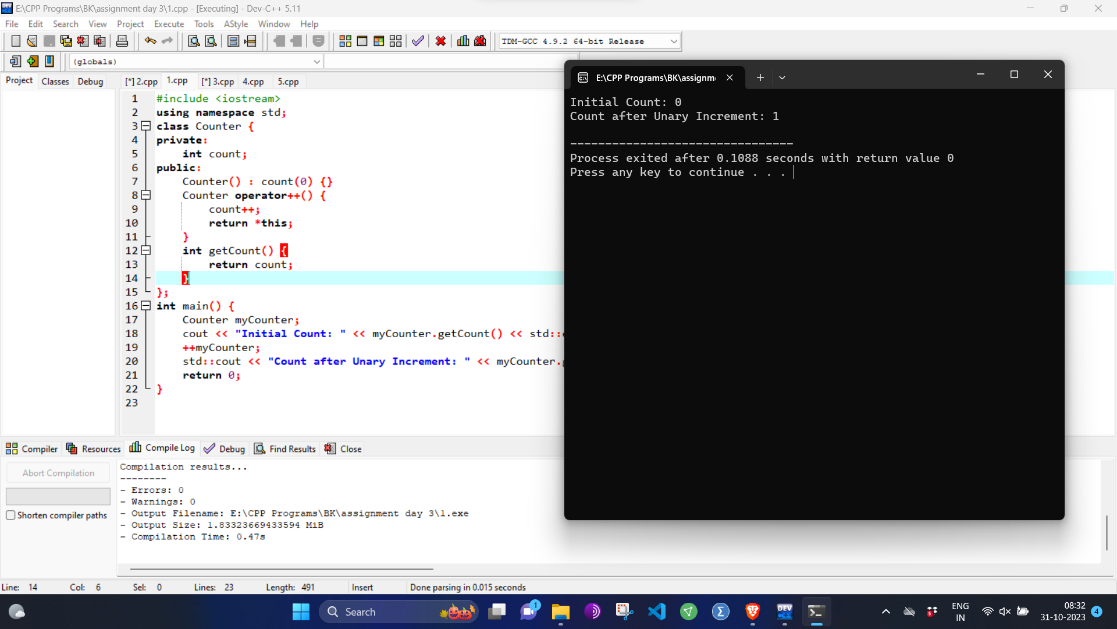 E:\CPP Programs\BK\assignment day 3\1.cpp - [Executing] - Dev-C++ 5.11
File Edit Search View Project Execute Tools AStyle Window Help
TDM-GCC 4.9.2 64-bit Release
(globals)
Project Classes Debug
[*] 2.cpp 1.cpp [*] 3.cpp 4.cpp 5.cpp
1 #include <iostream>
2 using namespace std;
3 class Counter {
4 private:
5 int count;
6 public:
7 Counter() : count(0) {}
8 Counter operator++() {
9 count++;
10 return *this;
11 }
12 int getCount() {
13 return count;
14 }
15 };
16 int main() {
17 Counter myCounter;
18 cout << "Initial Count: " << myCounter.getCount() << std::
19 ++myCounter;
20 std::cout << "Count after Unary Increment: " << myCounter.
21 return 0;
22 }
23
E:\CPP Programs\BK\assignm
Initial Count: 0
Count after Unary Increment: 1
--------------------------------
Process exited after 0.1088 seconds with return value 0
Press any key to continue . . .
Compiler Resources Compile Log Debug Find Results Close
Abort Compilation
Shorten compiler paths
Compilation results...
--------
- Errors: 0
- Warnings: 0
- Output Filename: E:\CPP Programs\BK\assignment day 3\1.exe
- Output Size: 1.83323669433594 MiB
- Compilation Time: 0.47s
Line: 14 Col: 6 Sel: 0 Lines: 23 Length: 491 Insert Done parsing in 0.015 seconds
Search
1
DEV
ENG
IN
08:32
31-10-2023
4